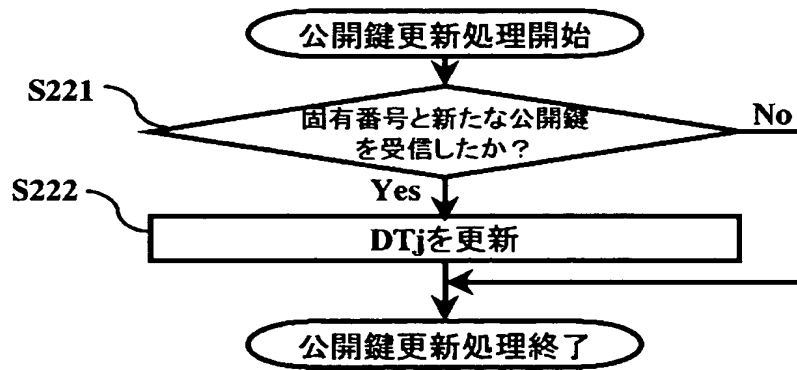 公開鍵更新処理開始
S221
固有番号と新たな公開鍵
を受信したか？
No
Yes
S222
DTjを更新
公開鍵更新処理終了